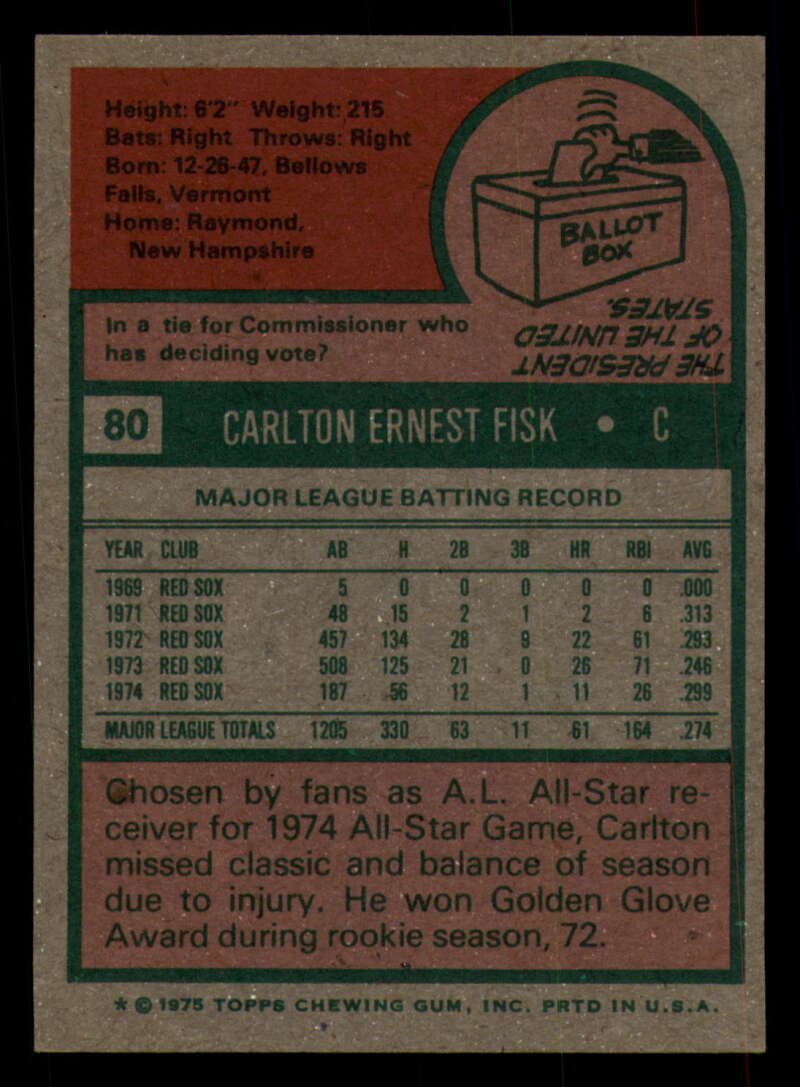 Height: 6'2" Weight: 215
Bats: Right Throws: Right
Born: 12-26-47, Bellows
Falls, Vermont
Home: Raymond,
New Hampshire
BALLOT
BOX
In a tie for Commissioner who
has deciding vote?
THE PRESIDENT
OF THE UNITED
STATES.
80 CARLTON ERNEST FISK • C
MAJOR LEAGUE BATTING RECORD
YEAR CLUB AB H 2B 3B HR RBI AVG
1969 RED SOX 5 0 0 0 0 0 .000
1971 RED SOX 48 15 2 1 2 6 .313
1972 RED SOX 457 134 28 9 22 61 .293
1973 RED SOX 508 125 21 0 26 71 .246
1974 RED SOX 187 56 12 1 11 26 .299
MAJOR LEAGUE TOTALS 1205 330 63 11 61 164 .274
Chosen by fans as A.L. All-Star re-
ceiver for 1974 All-Star Game, Carlton
missed classic and balance of season
due to injury. He won Golden Glove
Award during rookie season, 72.
* © 1975 TOPPS CHEWING GUM, INC. PRTD IN U.S.A.